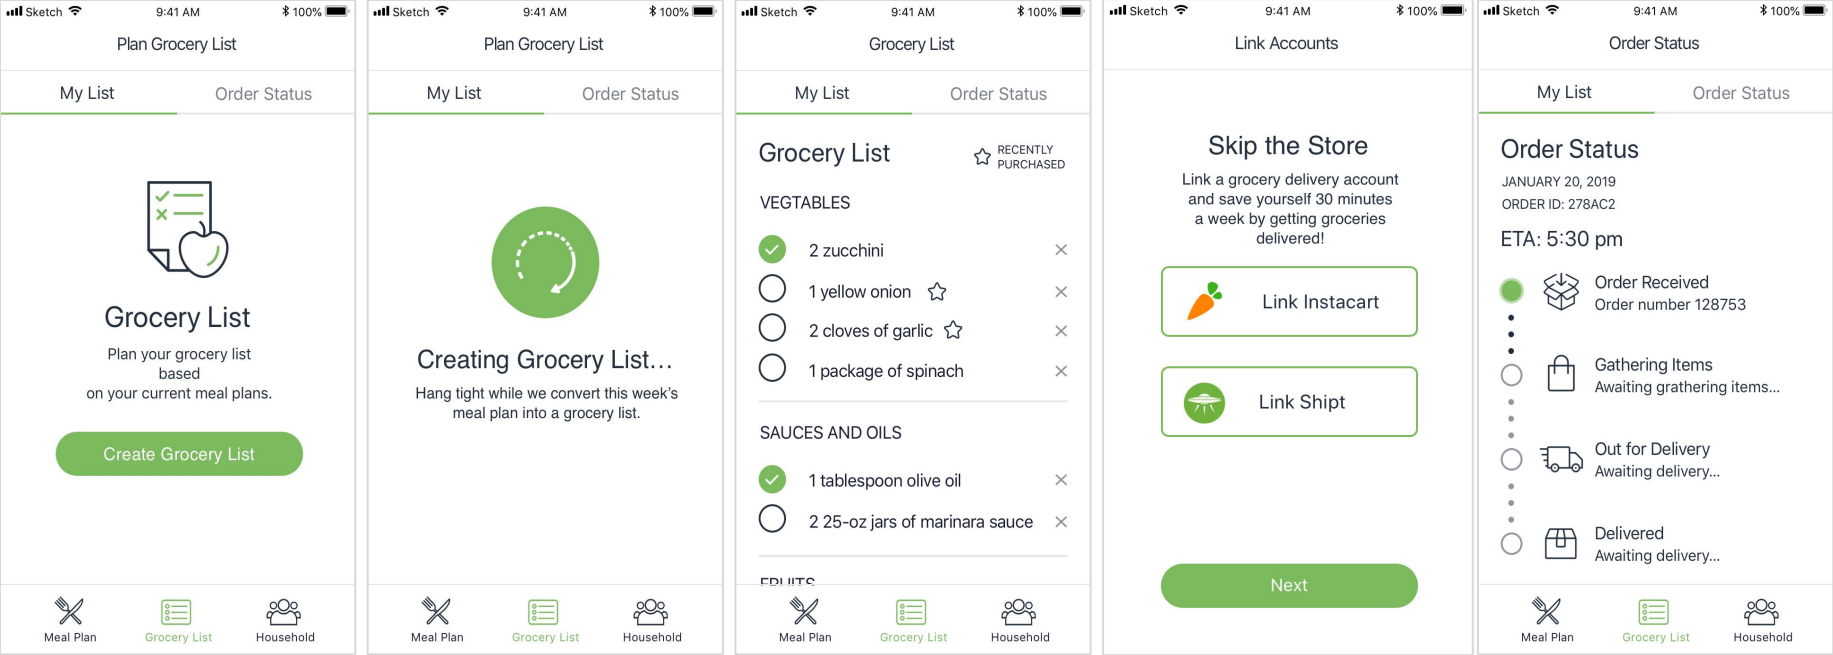 Sketch 9:41 AM 100%
Plan Grocery List
My List Order Status
Grocery List
Plan your grocery list
based
on your current meal plans.
Create Grocery List
Meal Plan Grocery List Household
Sketch 9:41 AM 100%
Plan Grocery List
My List Order Status
Creating Grocery List...
Hang tight while we convert this week's
meal plan into a grocery list.
Meal Plan Grocery List Household
Sketch 9:41 AM 100%
Grocery List
My List Order Status
Grocery List
RECENTLY
PURCHASED
VEGTABLES
2 zucchini
1 yellow onion
2 cloves of garlic
1 package of spinach
SAUCES AND OILS
1 tablespoon olive oil
2 25-oz jars of marinara sauce
FRUITS
Meal Plan Grocery List Household
Sketch 9:41 AM 100%
Link Accounts
Skip the Store
Link a grocery delivery account
and save yourself 30 minutes
a week by getting groceries
delivered!
Link Instacart
Link Shipt
Next
Sketch 9:41 AM 100%
Order Status
My List Order Status
Order Status
JANUARY 20, 2019
ORDER ID: 278AC2
ETA: 5:30 pm
Order Received
Order number 128753
Gathering Items
Awaiting grathering items...
Out for Delivery
Awaiting delivery...
Delivered
Awaiting delivery...
Meal Plan Grocery List Household